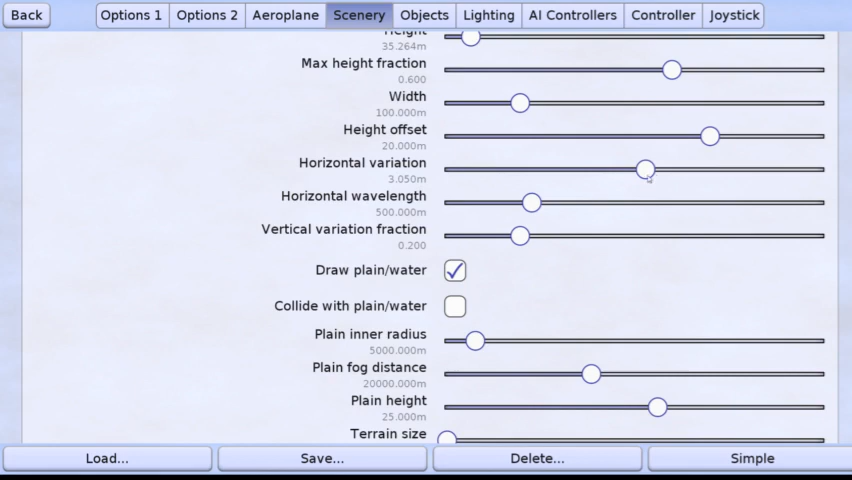 Back
Options 1
Options 2
Aeroplane
Scenery
Objects
Lighting
AI Controllers
Controller
Joystick
Height
35.264m
Max height fraction
0.600
Width
100.000m
Height offset
20.000m
Horizontal variation
3.050m
Horizontal wavelength
500.000m
Vertical variation fraction
0.200
Draw plain/water
Collide with plain/water
Plain inner radius
5000.000m
Plain fog distance
20000.000m
Plain height
25.000m
Terrain size
Load...
Save...
Delete...
Simple